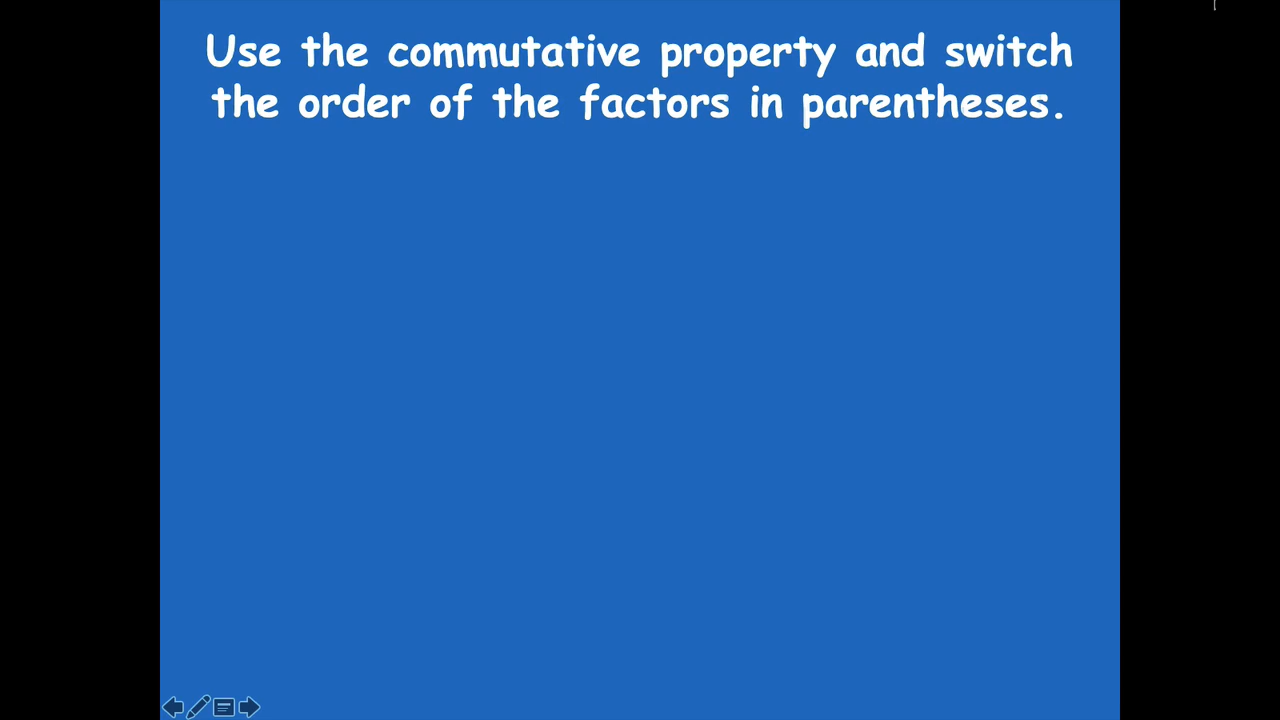 Use the commutative property and switch
the order of the factors in parentheses.